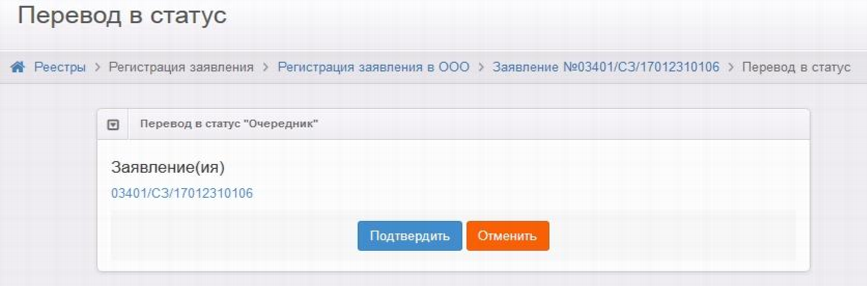 Перевод в статус
Реестры > Регистрация заявления > Регистрация заявления в ООО > Заявление №03401/СЗ/17012310106 > Перевод в статус
Перевод в статус "Очередник"
Заявление(ия)
03401/СЗ/17012310106
Подтвердить Отменить